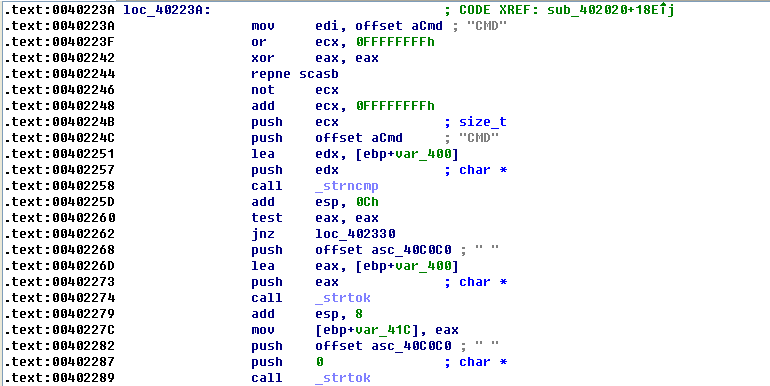 .text:0040223A loc_40223A: ; CODE XREF: sub_402020+18E↑j
.text:0040223A mov edi, offset aCmd ; "CMD"
.text:0040223F or ecx, 0FFFFFFFFh
.text:00402242 xor eax, eax
.text:00402244 repne scasb
.text:00402246 not ecx
.text:00402248 add ecx, 0FFFFFFFFh
.text:0040224B push ecx ; size_t
.text:0040224C push offset aCmd ; "CMD"
.text:00402251 lea edx, [ebp+var_400]
.text:00402257 push edx ; char *
.text:00402258 call _strncmp
.text:0040225D add esp, 0Ch
.text:00402260 test eax, eax
.text:00402262 jnz loc_402330
.text:00402268 push offset asc_40C0C0 ; " "
.text:0040226D lea eax, [ebp+var_400]
.text:00402273 push eax ; char *
.text:00402274 call _strtok
.text:00402279 add esp, 8
.text:0040227C mov [ebp+var_41C], eax
.text:00402282 push offset asc_40C0C0 ; " "
.text:00402287 push 0 ; char *
.text:00402289 call _strtok